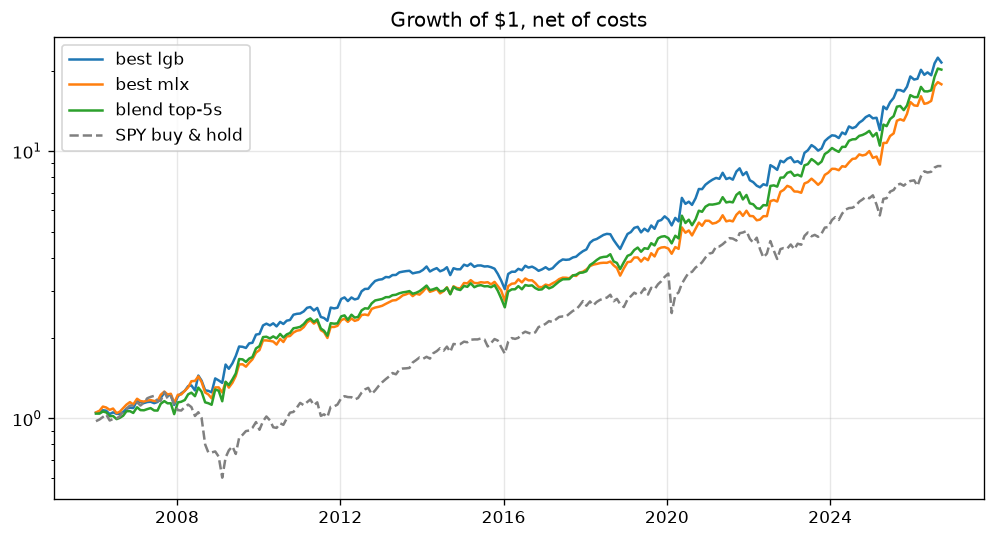 Growth of $1, net of costs
best lgb
best mlx
blend top-5s
SPY buy & hold
10¹
10⁰
2008 2012 2016 2020 2024